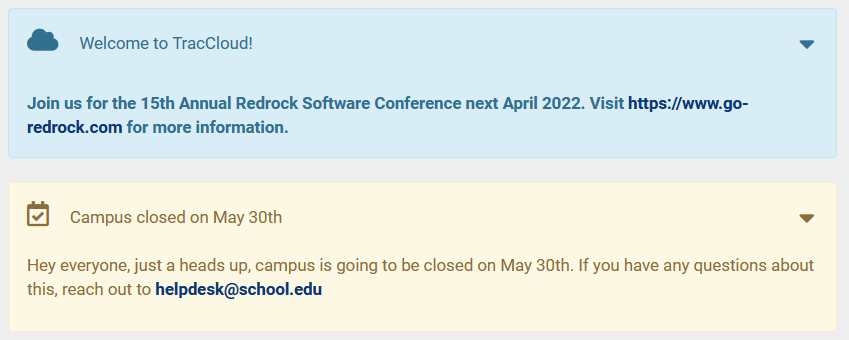 Welcome to TracCloud!
Join us for the 15th Annual Redrock Software Conference next April 2022. Visit https://www.go-
redrock.com for more information.
Campus closed on May 30th
Hey everyone, just a heads up, campus is going to be closed on May 30th. If you have any questions about
this, reach out to helpdesk@school.edu